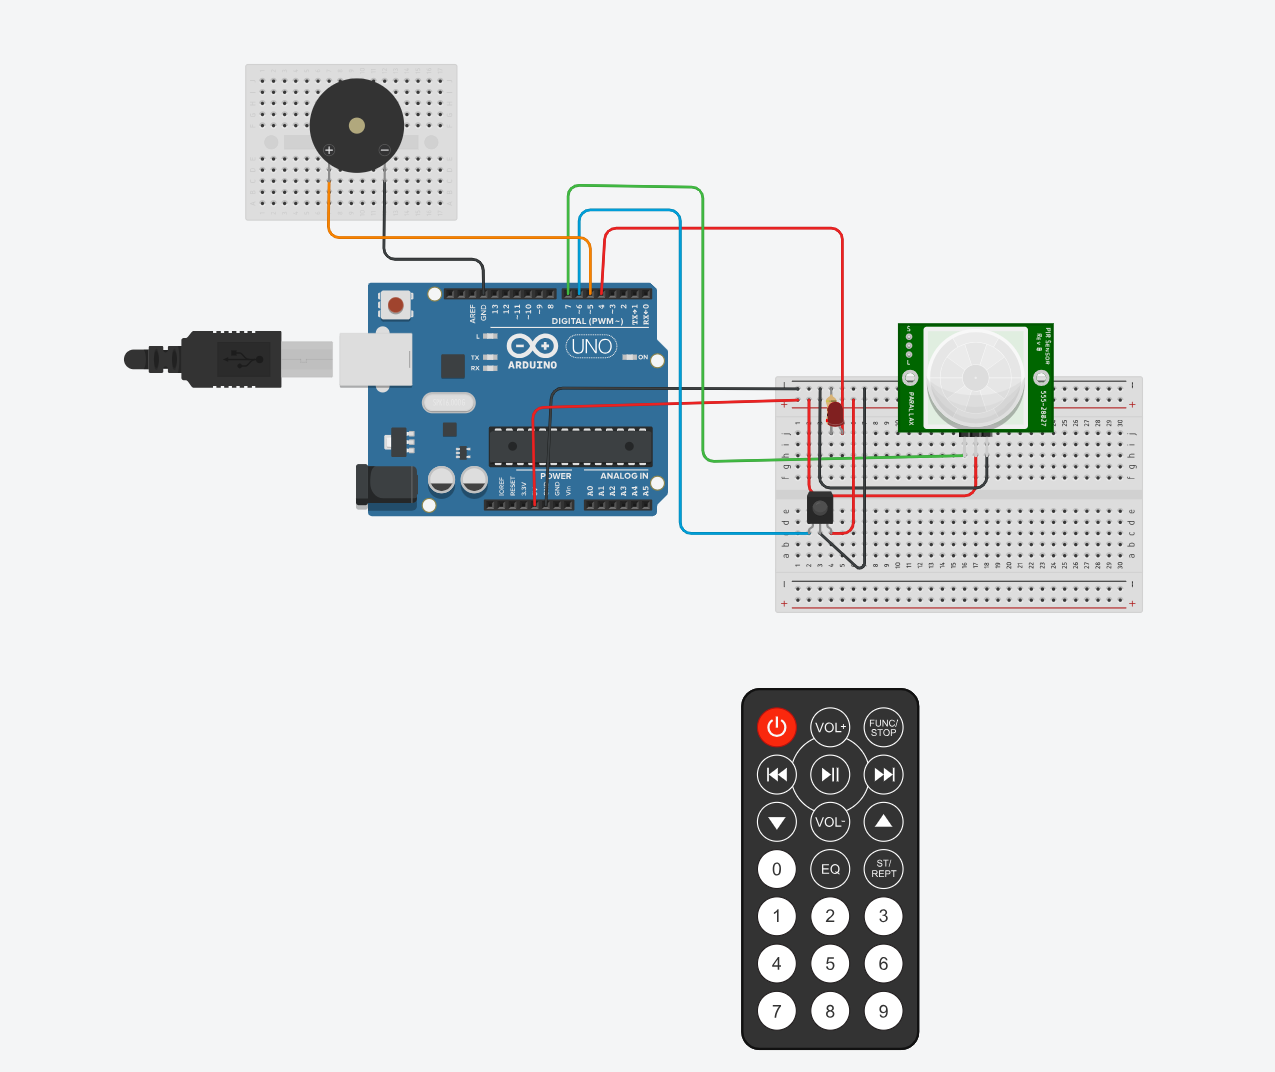 AREF
GND
13
12
~11
~10
~9
8
7
~6
~5
4
~3
2
TX→1
RX←0
DIGITAL (PWM~)
L
TX
RX
UNO
ARDUINO
ON
POWER
ANALOG IN
IOREF
RESET
3.3V
GND
Vin
A0
A1
A2
A3
A4
A5
S
L
PARALLAX
PIR Sensor
Rev B
555-28027
j
i
h
g
f
e
d
c
b
a
VOL+
FUNC/
STOP
VOL-
0
EQ
ST/
REPT
1 2 3
4 5 6
7 8 9